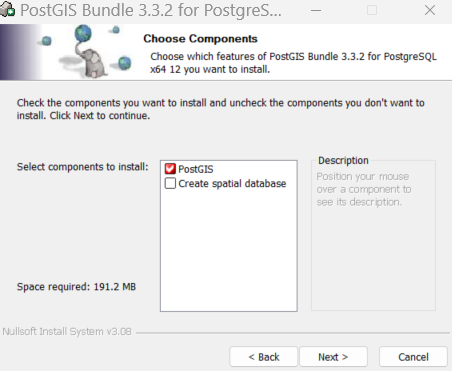 PostGIS Bundle 3.3.2 for PostgreS...
Choose Components
Choose which features of PostGIS Bundle 3.3.2 for PostgreSQL
x64 12 you want to install.
Check the components you want to install and uncheck the components you don't want to
install. Click Next to continue.
Select components to install:
PostGIS
Create spatial database
Description
Position your mouse
over a component to
see its description.
Space required: 191.2 MB
Nullsoft Install System v3.08
< Back
Next >
Cancel